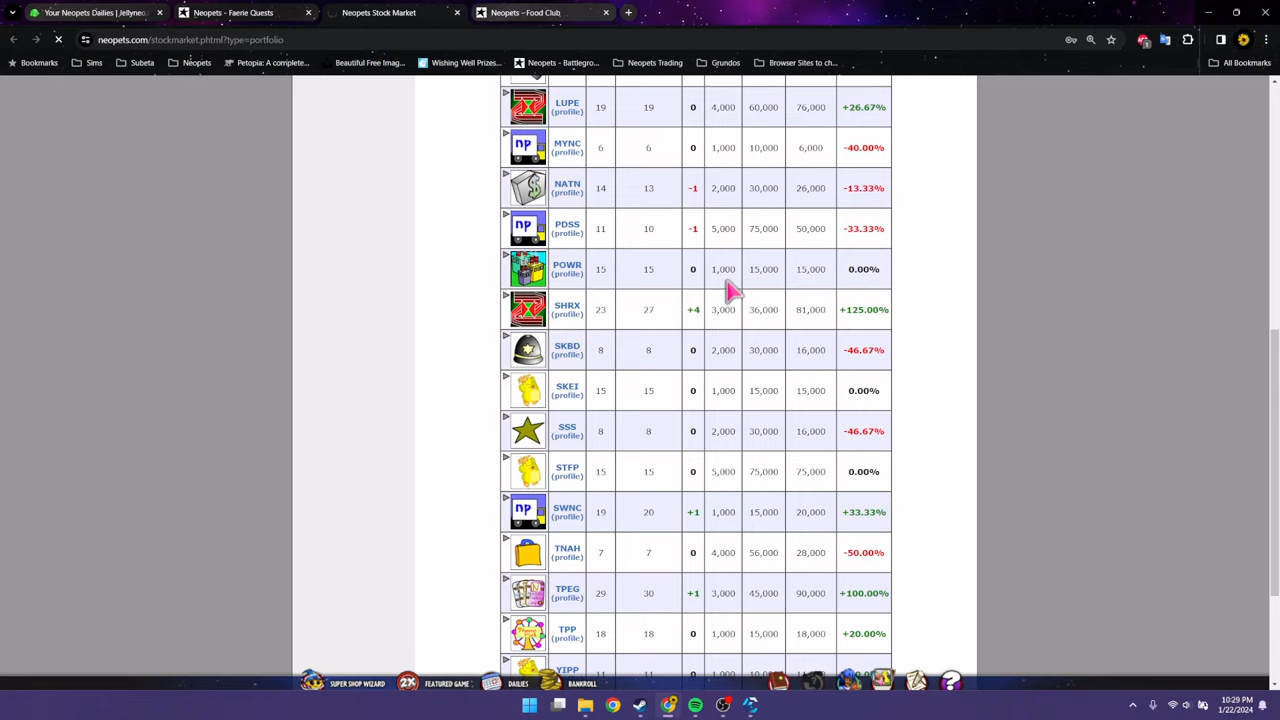 Your Neopets Dailies | Jellyneo
Neopets - Faerie Quests
Neopets Stock Market
Neopets - Food Club
neopets.com/stockmarket.phtml?type=portfolio
Bookmarks Sims Subeta Neopets Petopia: A complete... Beautiful Free Imag... Wishing Well Prizes... Neopets - Battlegro... Neopets Trading Grundos Browser Sites to ch... All Bookmarks
LUPE (profile) 19 19 0 4,000 60,000 76,000 +26.67%
np MYNC (profile) 6 6 0 1,000 10,000 6,000 -40.00%
$ NATN (profile) 14 13 -1 2,000 30,000 26,000 -13.33%
np PDSS (profile) 11 10 -1 5,000 75,000 50,000 -33.33%
POWR (profile) 15 15 0 1,000 15,000 15,000 0.00%
SHRX (profile) 23 27 +4 3,000 36,000 81,000 +125.00%
SKBD (profile) 8 8 0 2,000 30,000 16,000 -46.67%
SKEI (profile) 15 15 0 1,000 15,000 15,000 0.00%
SSS (profile) 8 8 0 2,000 30,000 16,000 -46.67%
STFP (profile) 15 15 0 5,000 75,000 75,000 0.00%
np SWNC (profile) 19 20 +1 1,000 15,000 20,000 +33.33%
TNAH (profile) 7 7 0 4,000 56,000 28,000 -50.00%
TPEG (profile) 29 30 +1 3,000 45,000 90,000 +100.00%
TPP (profile) 18 18 0 1,000 15,000 18,000 +20.00%
YIPP 11 11 0 1,000
SUPER SHOP WIZARD 2X FEATURED GAME DAILIES BANKROLL ?
10:29 PM
1/22/2024